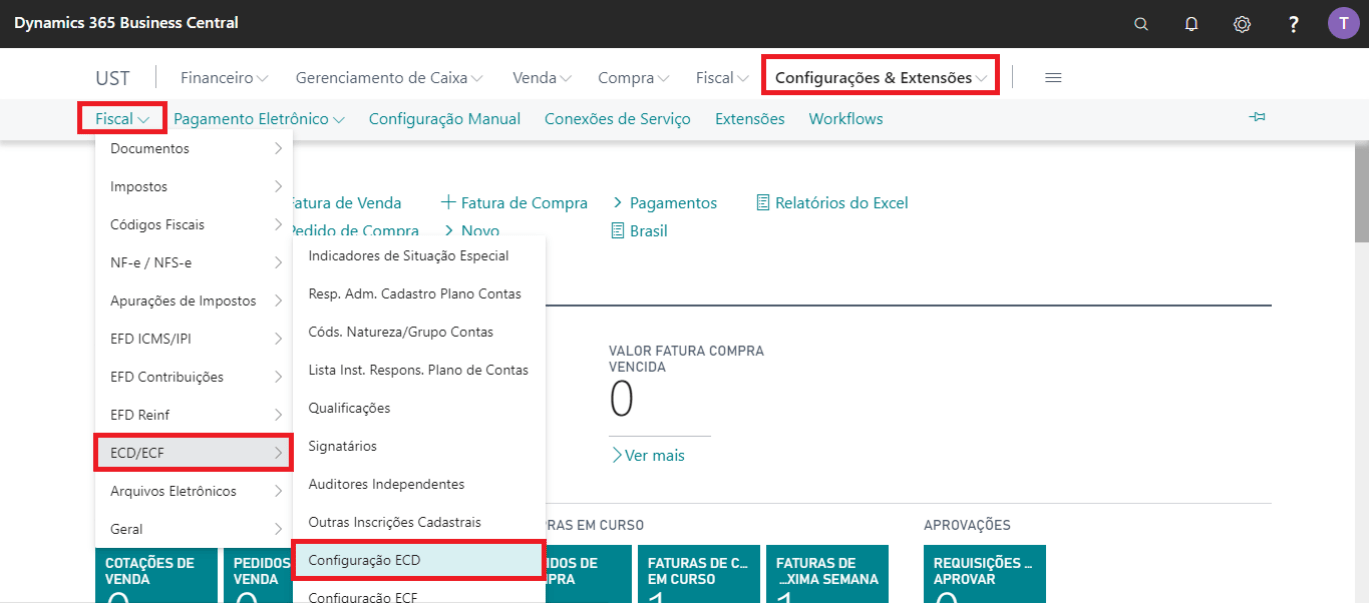 Dynamics 365 Business Central
?
T
UST
Financeiro
Gerenciamento de Caixa
Venda
Compra
Fiscal
Configurações & Extensões
Fiscal
Pagamento Eletrônico
Configuração Manual
Conexões de Serviço
Extensões
Workflows
Documentos
Impostos
Códigos Fiscais
NF-e / NFS-e
Apurações de Impostos
EFD ICMS/IPI
EFD Contribuições
EFD Reinf
ECD/ECF
Arquivos Eletrônicos
Geral
Fatura de Venda
+ Fatura de Compra
> Pagamentos
Relatórios do Excel
Pedido de Compra
> Novo
Brasil
Indicadores de Situação Especial
Resp. Adm. Cadastro Plano Contas
Códs. Natureza/Grupo Contas
Lista Inst. Respons. Plano de Contas
Qualificações
Signatários
Auditores Independentes
Outras Inscrições Cadastrais
Configuração ECD
Configuração ECF
VALOR FATURA COMPRA
VENCIDA
0
> Ver mais
RAS EM CURSO
APROVAÇÕES
COTAÇÕES DE
VENDA
0
PEDIDOS
VENDA
0
IDOS DE
PRA
FATURAS DE C...
EM CURSO
1
FATURAS DE
...XIMA SEMANA
1
REQUISIÇÕES ...
APROVAR
0